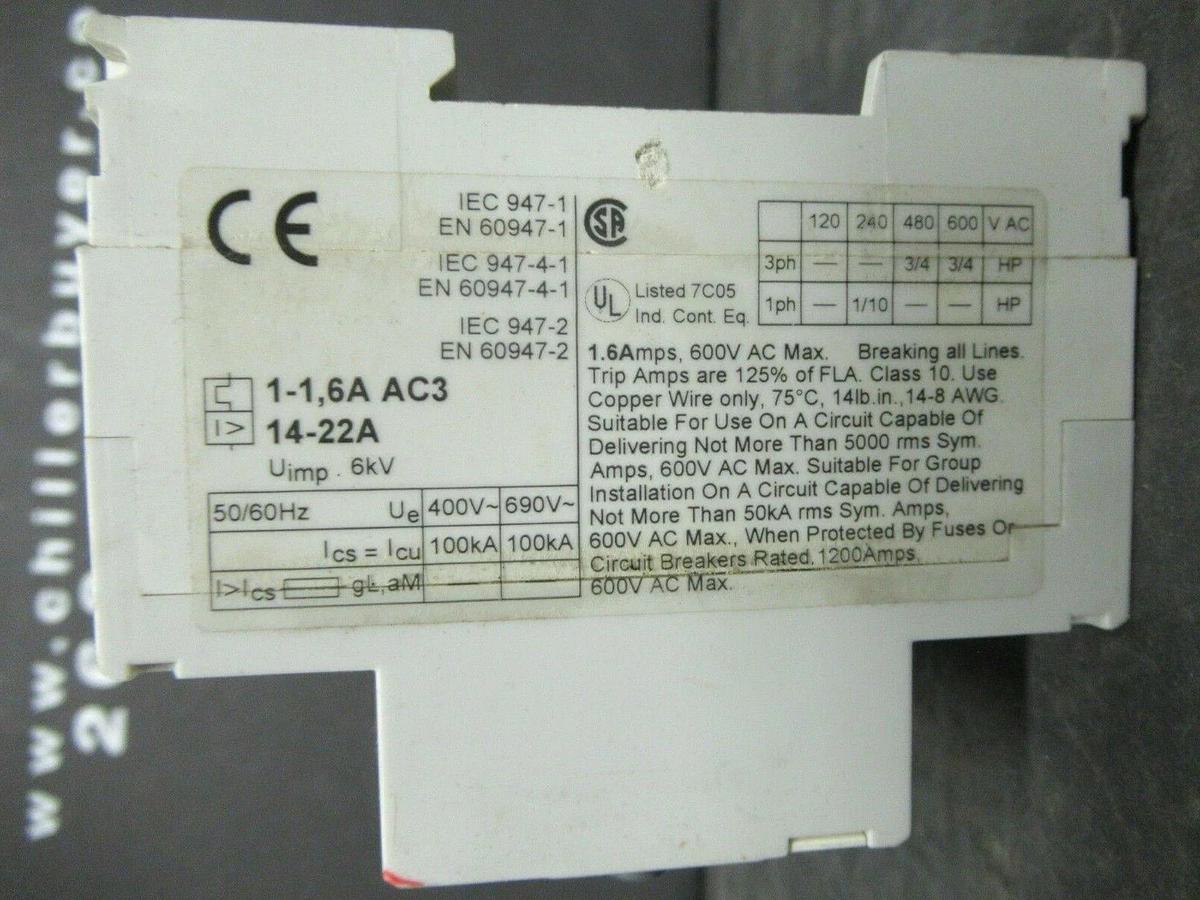 CE
IEC 947-1
EN 60947-1
IEC 947-4-1
EN 60947-4-1
IEC 947-2
EN 60947-2
1-1,6A AC3
I> 14-22A
Uimp . 6kV
50/60Hz Ue 400V~ 690V~
Ics = Icu 100kA 100kA
I>Ics gL,aM — —
SA
UL Listed 7C05
Ind. Cont. Eq.
120 240 480 600 V AC
3ph — — 3/4 3/4 HP
1ph — 1/10 — — HP
1.6Amps, 600V AC Max. Breaking all Lines.
Trip Amps are 125% of FLA. Class 10. Use
Copper Wire only, 75°C, 14lb.in.,14-8 AWG.
Suitable For Use On A Circuit Capable Of
Delivering Not More Than 5000 rms Sym.
Amps, 600V AC Max. Suitable For Group
Installation On A Circuit Capable Of Delivering
Not More Than 50kA rms Sym. Amps,
600V AC Max., When Protected By Fuses Or
Circuit Breakers Rated, 1200Amps,
600V AC Max.
www.chillerbuyer.co